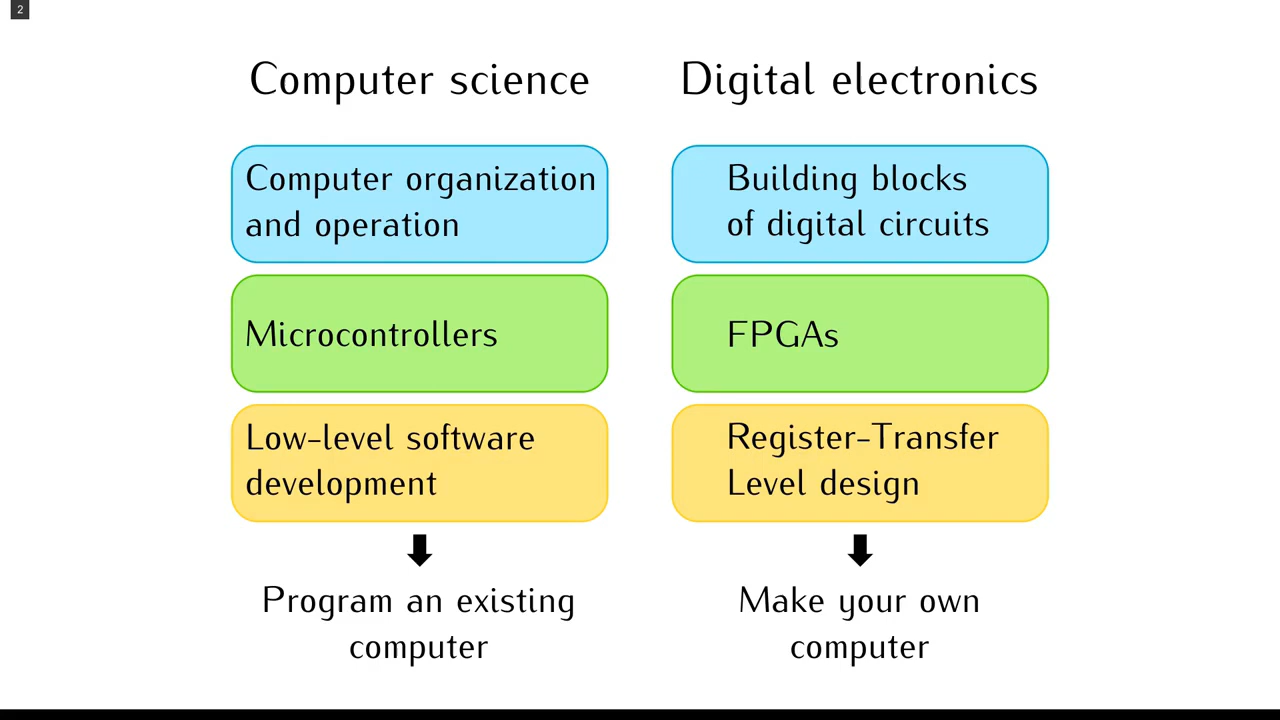 2
Computer science
Computer organization
and operation
Microcontrollers
Low-level software
development
Program an existing
computer
Digital electronics
Building blocks
of digital circuits
FPGAs
Register-Transfer
Level design
Make your own
computer